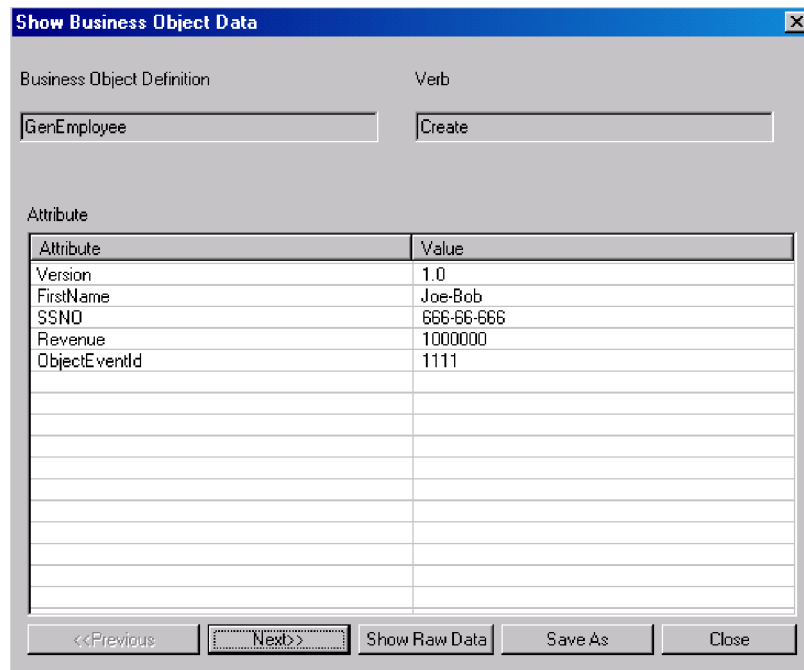 Show Business Object Data
Business Object Definition Verb
GenEmployee Create
Attribute
Attribute Value
Version 1.0
FirstName Joe-Bob
SSNO 666-66-666
Revenue 1000000
ObjectEventId 1111
<<Previous Next>> Show Raw Data Save As Close